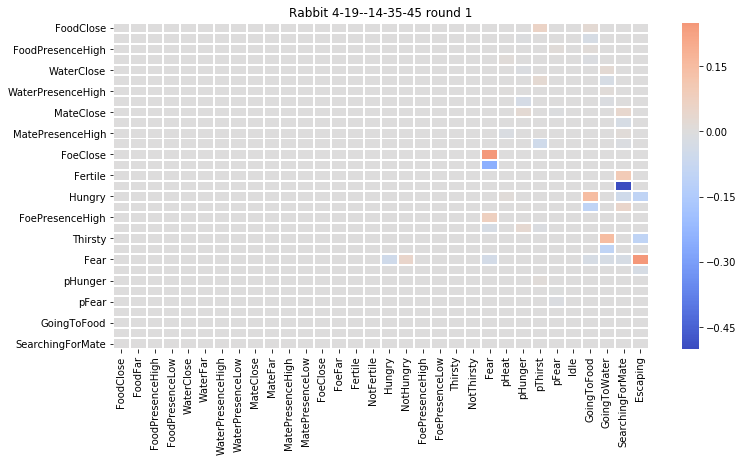 Rabbit 4-19--14-35-45 round 1
FoodClose
FoodPresenceHigh
WaterClose
WaterPresenceHigh
MateClose
MatePresenceHigh
FoeClose
Fertile
Hungry
FoePresenceHigh
Thirsty
Fear
pHunger
pFear
GoingToFood
SearchingForMate
FoodClose
FoodFar
FoodPresenceHigh
FoodPresenceLow
WaterClose
WaterFar
WaterPresenceHigh
WaterPresenceLow
MateClose
MateFar
MatePresenceHigh
MatePresenceLow
FoeClose
FoeFar
Fertile
NotFertile
Hungry
NotHungry
FoePresenceHigh
FoePresenceLow
Thirsty
NotThirsty
Fear
pHeat
pHunger
pThirst
pFear
Idle
GoingToFood
GoingToWater
SearchingForMate
Escaping
0.15
0.00
−0.15
−0.30
−0.45